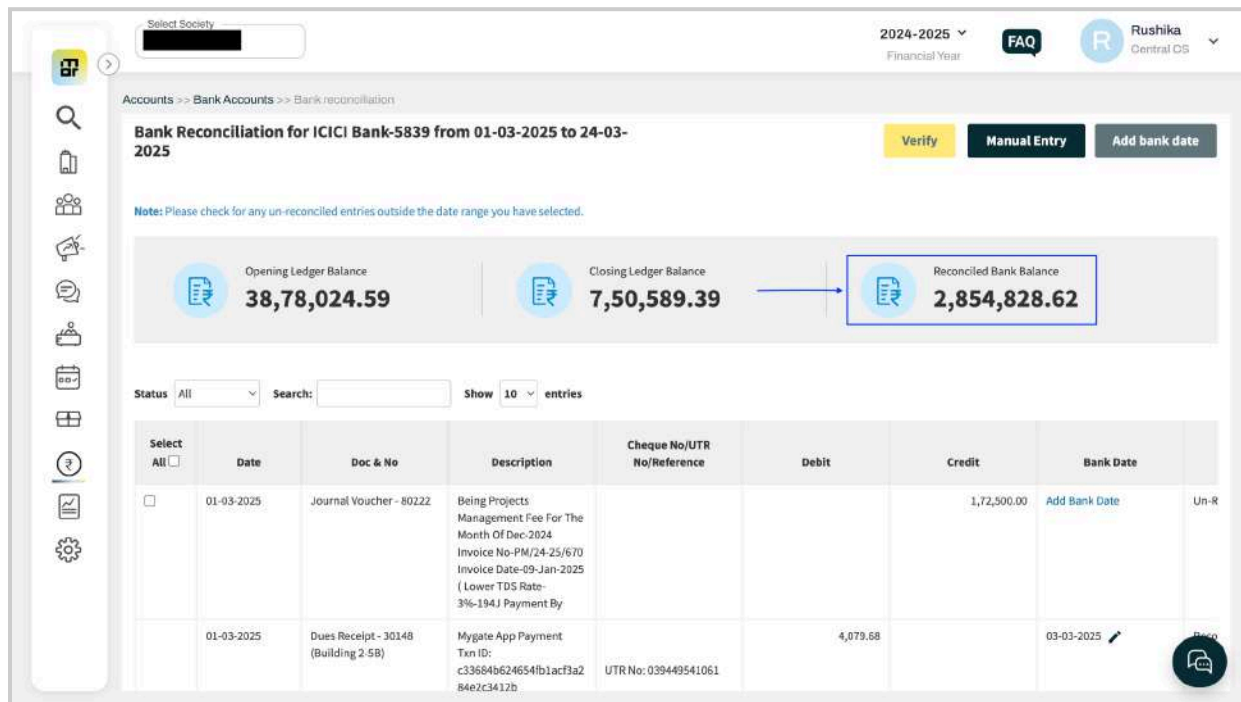 Select Society
2024-2025
Financial Year
FAQ
R
Rushika
Central OS
Accounts >> Bank Accounts >> Bank reconciliation
Bank Reconciliation for ICICI Bank-5839 from 01-03-2025 to 24-03-
2025
Verify
Manual Entry
Add bank date
Note: Please check for any un-reconciled entries outside the date range you have selected.
Opening Ledger Balance
38,78,024.59
Closing Ledger Balance
7,50,589.39
Reconciled Bank Balance
2,854,828.62
Status All Search: Show 10 entries
Select
All
Date
Doc & No
Description
Cheque No/UTR
No/Reference
Debit
Credit
Bank Date
01-03-2025
Journal Voucher - 80222
Being Projects
Management Fee For The
Month Of Dec-2024
Invoice No-PM/24-25/670
Invoice Date-09-Jan-2025
( Lower TDS Rate-
3%-194J Payment By
1,72,500.00
Add Bank Date
Un-R
01-03-2025
Dues Receipt - 30148
(Building 2-5B)
Mygate App Payment
Txn ID:
c33684b624654fb1acf3a2
84e2c3412b
UTR No: 039449541061
4,079.68
03-03-2025